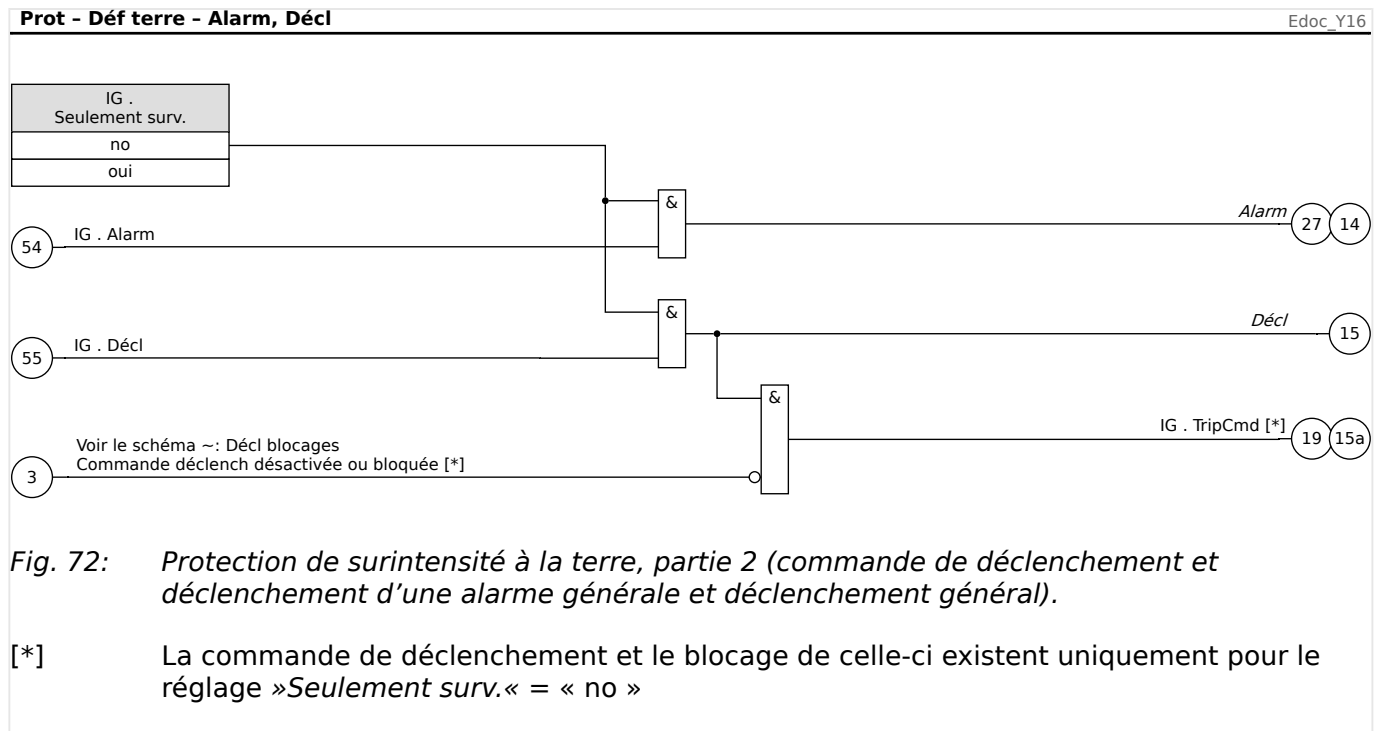 Prot – Déf terre – Alarm, Décl
Edoc_Y16
IG .
Seulement surv.
no
oui
&
Alarm
27
14
54
IG . Alarm
&
Décl
15
55
IG . Décl
&
IG . TripCmd [*]
19
15a
Voir le schéma ~: Décl blocages
Commande déclench désactivée ou bloquée [*]
3
Fig. 72: Protection de surintensité à la terre, partie 2 (commande de déclenchement et
déclenchement d’une alarme générale et déclenchement général).
[*] La commande de déclenchement et le blocage de celle-ci existent uniquement pour le
réglage »Seulement surv.« = « no »